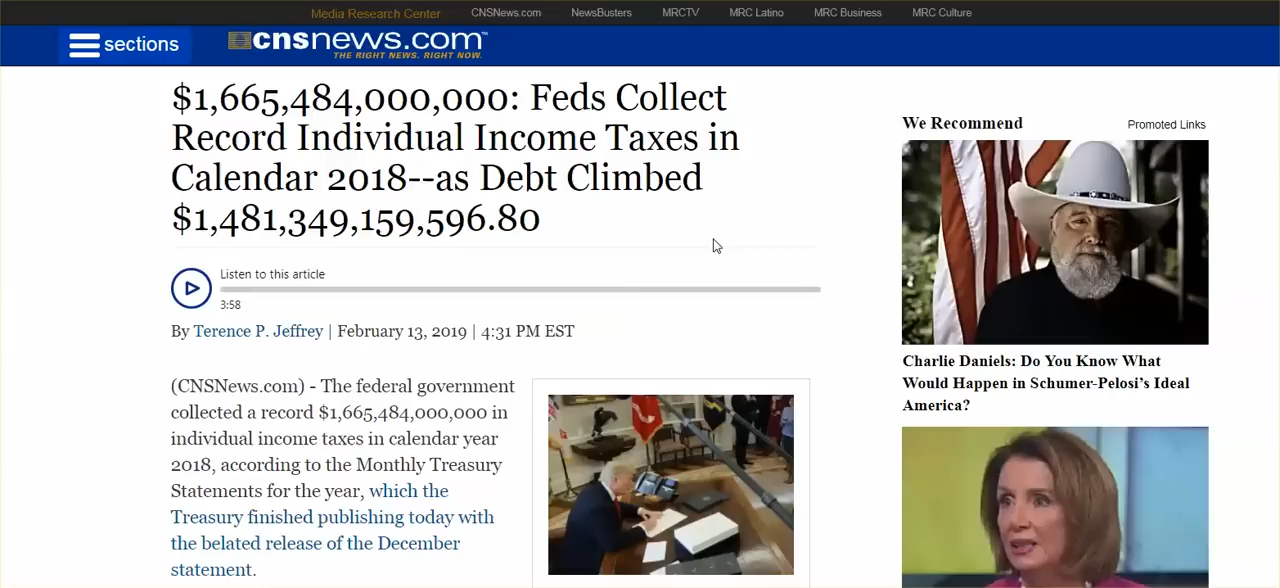 Media Research Center CNSNews.com NewsBusters MRCTV MRC Latino MRC Business MRC Culture
sections
cnsnews.com™
THE RIGHT NEWS. RIGHT NOW.
$1,665,484,000,000: Feds Collect
Record Individual Income Taxes in
Calendar 2018--as Debt Climbed
$1,481,349,159,596.80
Listen to this article
3:58
By Terence P. Jeffrey | February 13, 2019 | 4:31 PM EST
(CNSNews.com) - The federal government
collected a record $1,665,484,000,000 in
individual income taxes in calendar year
2018, according to the Monthly Treasury
Statements for the year, which the
Treasury finished publishing today with
the belated release of the December
statement.
We Recommend
Promoted Links
Charlie Daniels: Do You Know What
Would Happen in Schumer-Pelosi's Ideal
America?